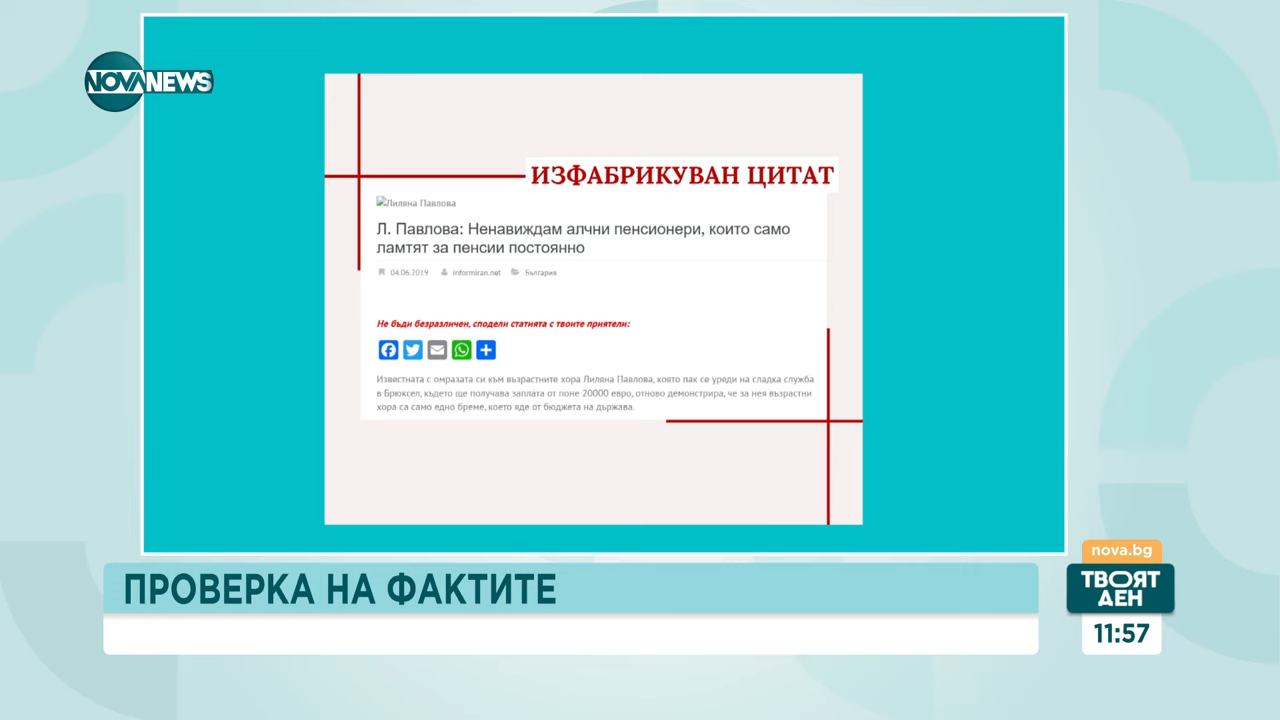 NOVA NEWS
ИЗФАБРИКУВАН ЦИТАТ
Лиляна Павлова
Л. Павлова: Ненавиждам алчни пенсионери, които само
ламтят за пенсии постоянно
04.06.2019 informiran.net България
Не бъди безразличен, сподели статията с твоите приятели:
Известната с омразата си към възрастните хора Лиляна Павлова, която пак се уреди на сладка служба
в Брюксел, където ще получава заплата от поне 20000 евро, отново демонстрира, че за нея възрастни
хора са само едно бреме, което яде от бюджета на държава.
ПРОВЕРКА НА ФАКТИТЕ
nova.bg
ТВОЯТ
ДЕН
11:57